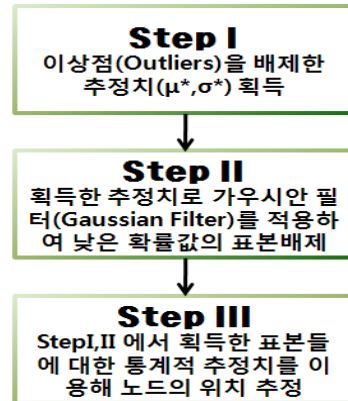 Step I
이상점(Outliers)을 배제한
추정치(μ*,σ*) 획득
Step II
획득한 추정치로 가우시안 필
터(Gaussian Filter)를 적용하
여 낮은 확률값의 표본배제
Step III
StepI,II 에서 획득한 표본들
에 대한 통계적 추정치를 이
용해 노드의 위치 추정